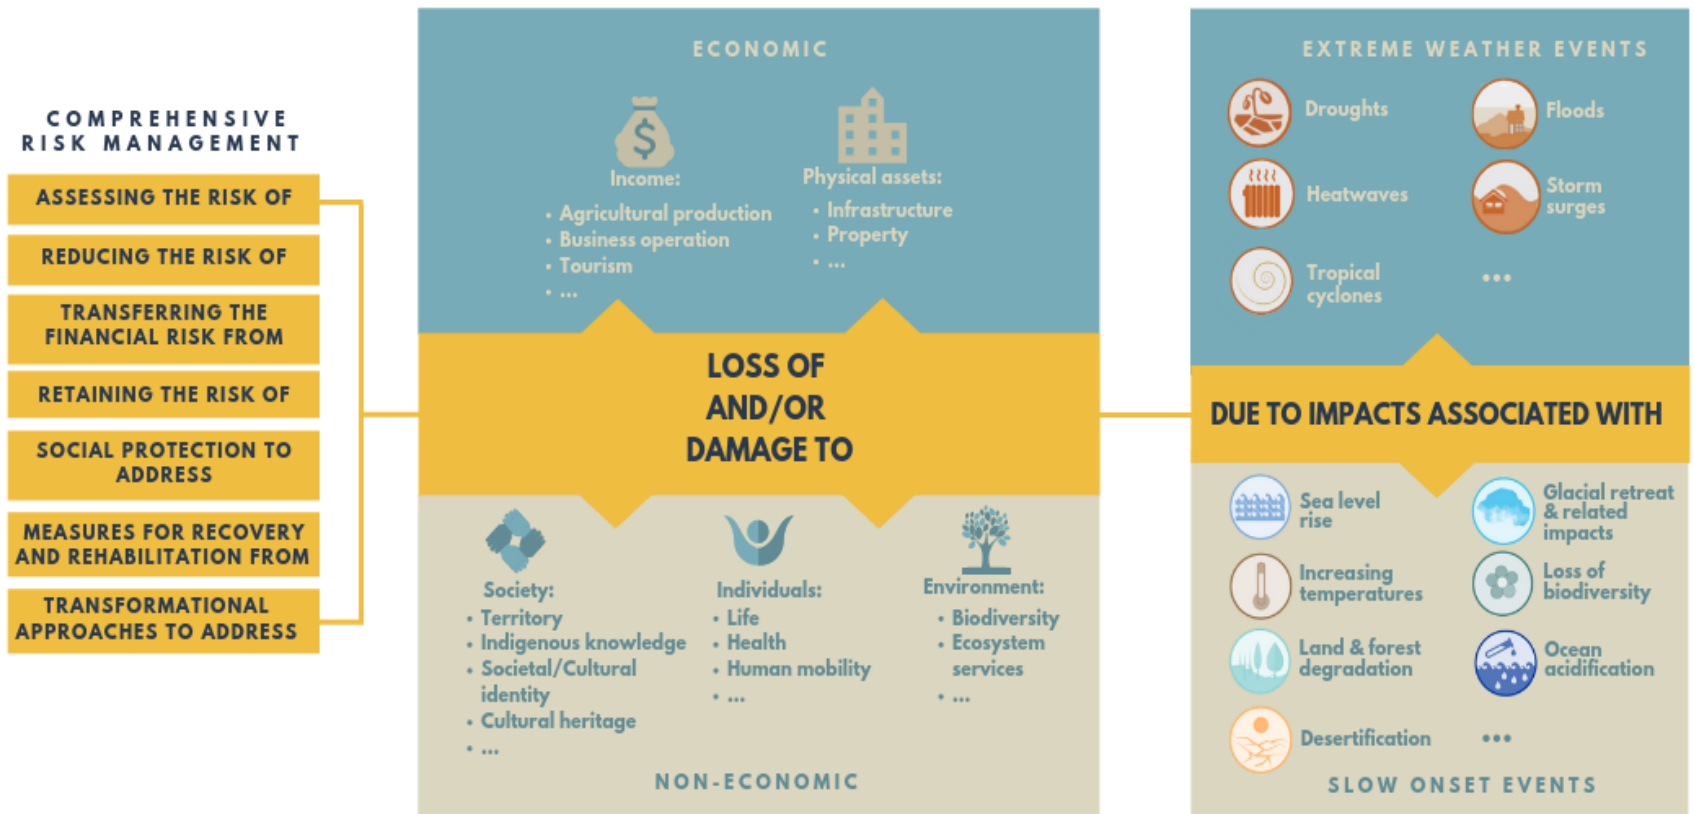 COMPREHENSIVE
RISK MANAGEMENT
ASSESSING THE RISK OF
REDUCING THE RISK OF
TRANSFERRING THE
FINANCIAL RISK FROM
RETAINING THE RISK OF
SOCIAL PROTECTION TO
ADDRESS
MEASURES FOR RECOVERY
AND REHABILITATION FROM
TRANSFORMATIONAL
APPROACHES TO ADDRESS
ECONOMIC
$
Income:
• Agricultural production
• Business operation
• Tourism
• ...
Physical assets:
• Infrastructure
• Property
• ...
LOSS OF
AND/OR
DAMAGE TO
Society:
• Territory
• Indigenous knowledge
• Societal/Cultural
identity
• Cultural heritage
• ...
Individuals:
• Life
• Health
• Human mobility
• ...
Environment:
• Biodiversity
• Ecosystem
services
• ...
NON-ECONOMIC
EXTREME WEATHER EVENTS
Droughts
Floods
Heatwaves
Storm
surges
Tropical
cyclones
...
DUE TO IMPACTS ASSOCIATED WITH
Sea level
rise
Glacial retreat
& related
impacts
Increasing
temperatures
Loss of
biodiversity
Land & forest
degradation
Ocean
acidification
Desertification
...
SLOW ONSET EVENTS